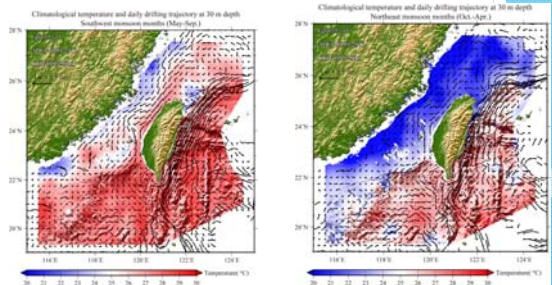 Climatological temperature and daily drifting trajectory at 30 m depth
Southwest monsoon months (May-Sep.)
28°N
26°N
24°N
22°N
20°N
118°E
120°E
122°E
124°E
Temperature (°C)
20 21 22 23 24 25 26 27 28 29 30
Climatological temperature and daily drifting trajectory at 30 m depth
Northeast monsoon months (Oct.-Apr.)
28°N
26°N
24°N
22°N
20°N
116°E
118°E
120°E
122°E
124°E
Temperature (°C)
20 21 22 23 24 25 26 27 28 29 30